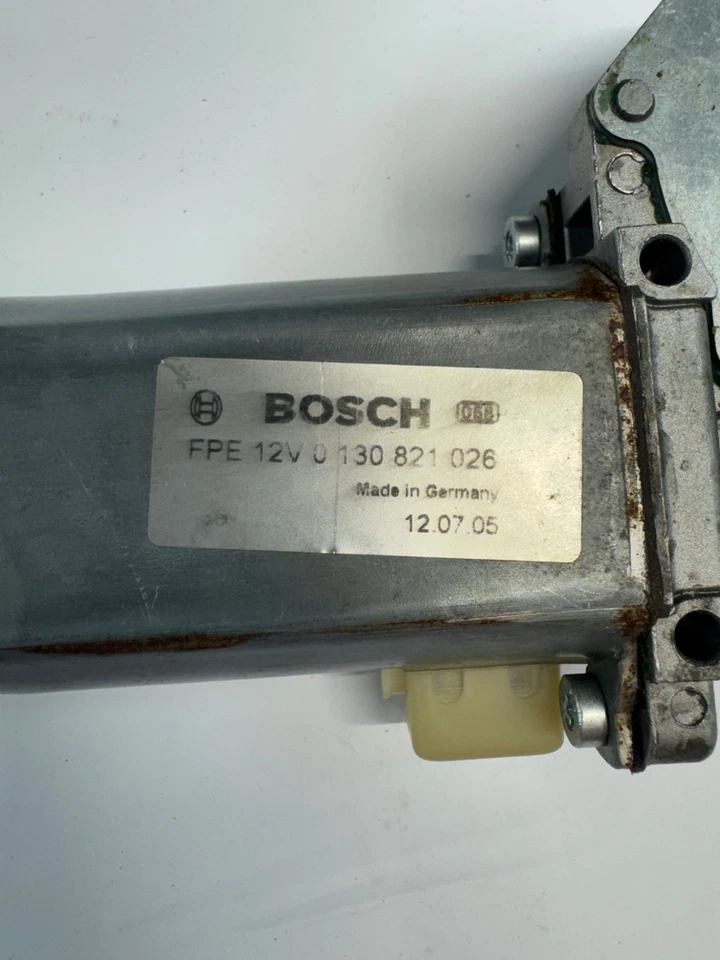 BOSCH
FPE 12V 0 130 821 026
Made in Germany
12.07.05